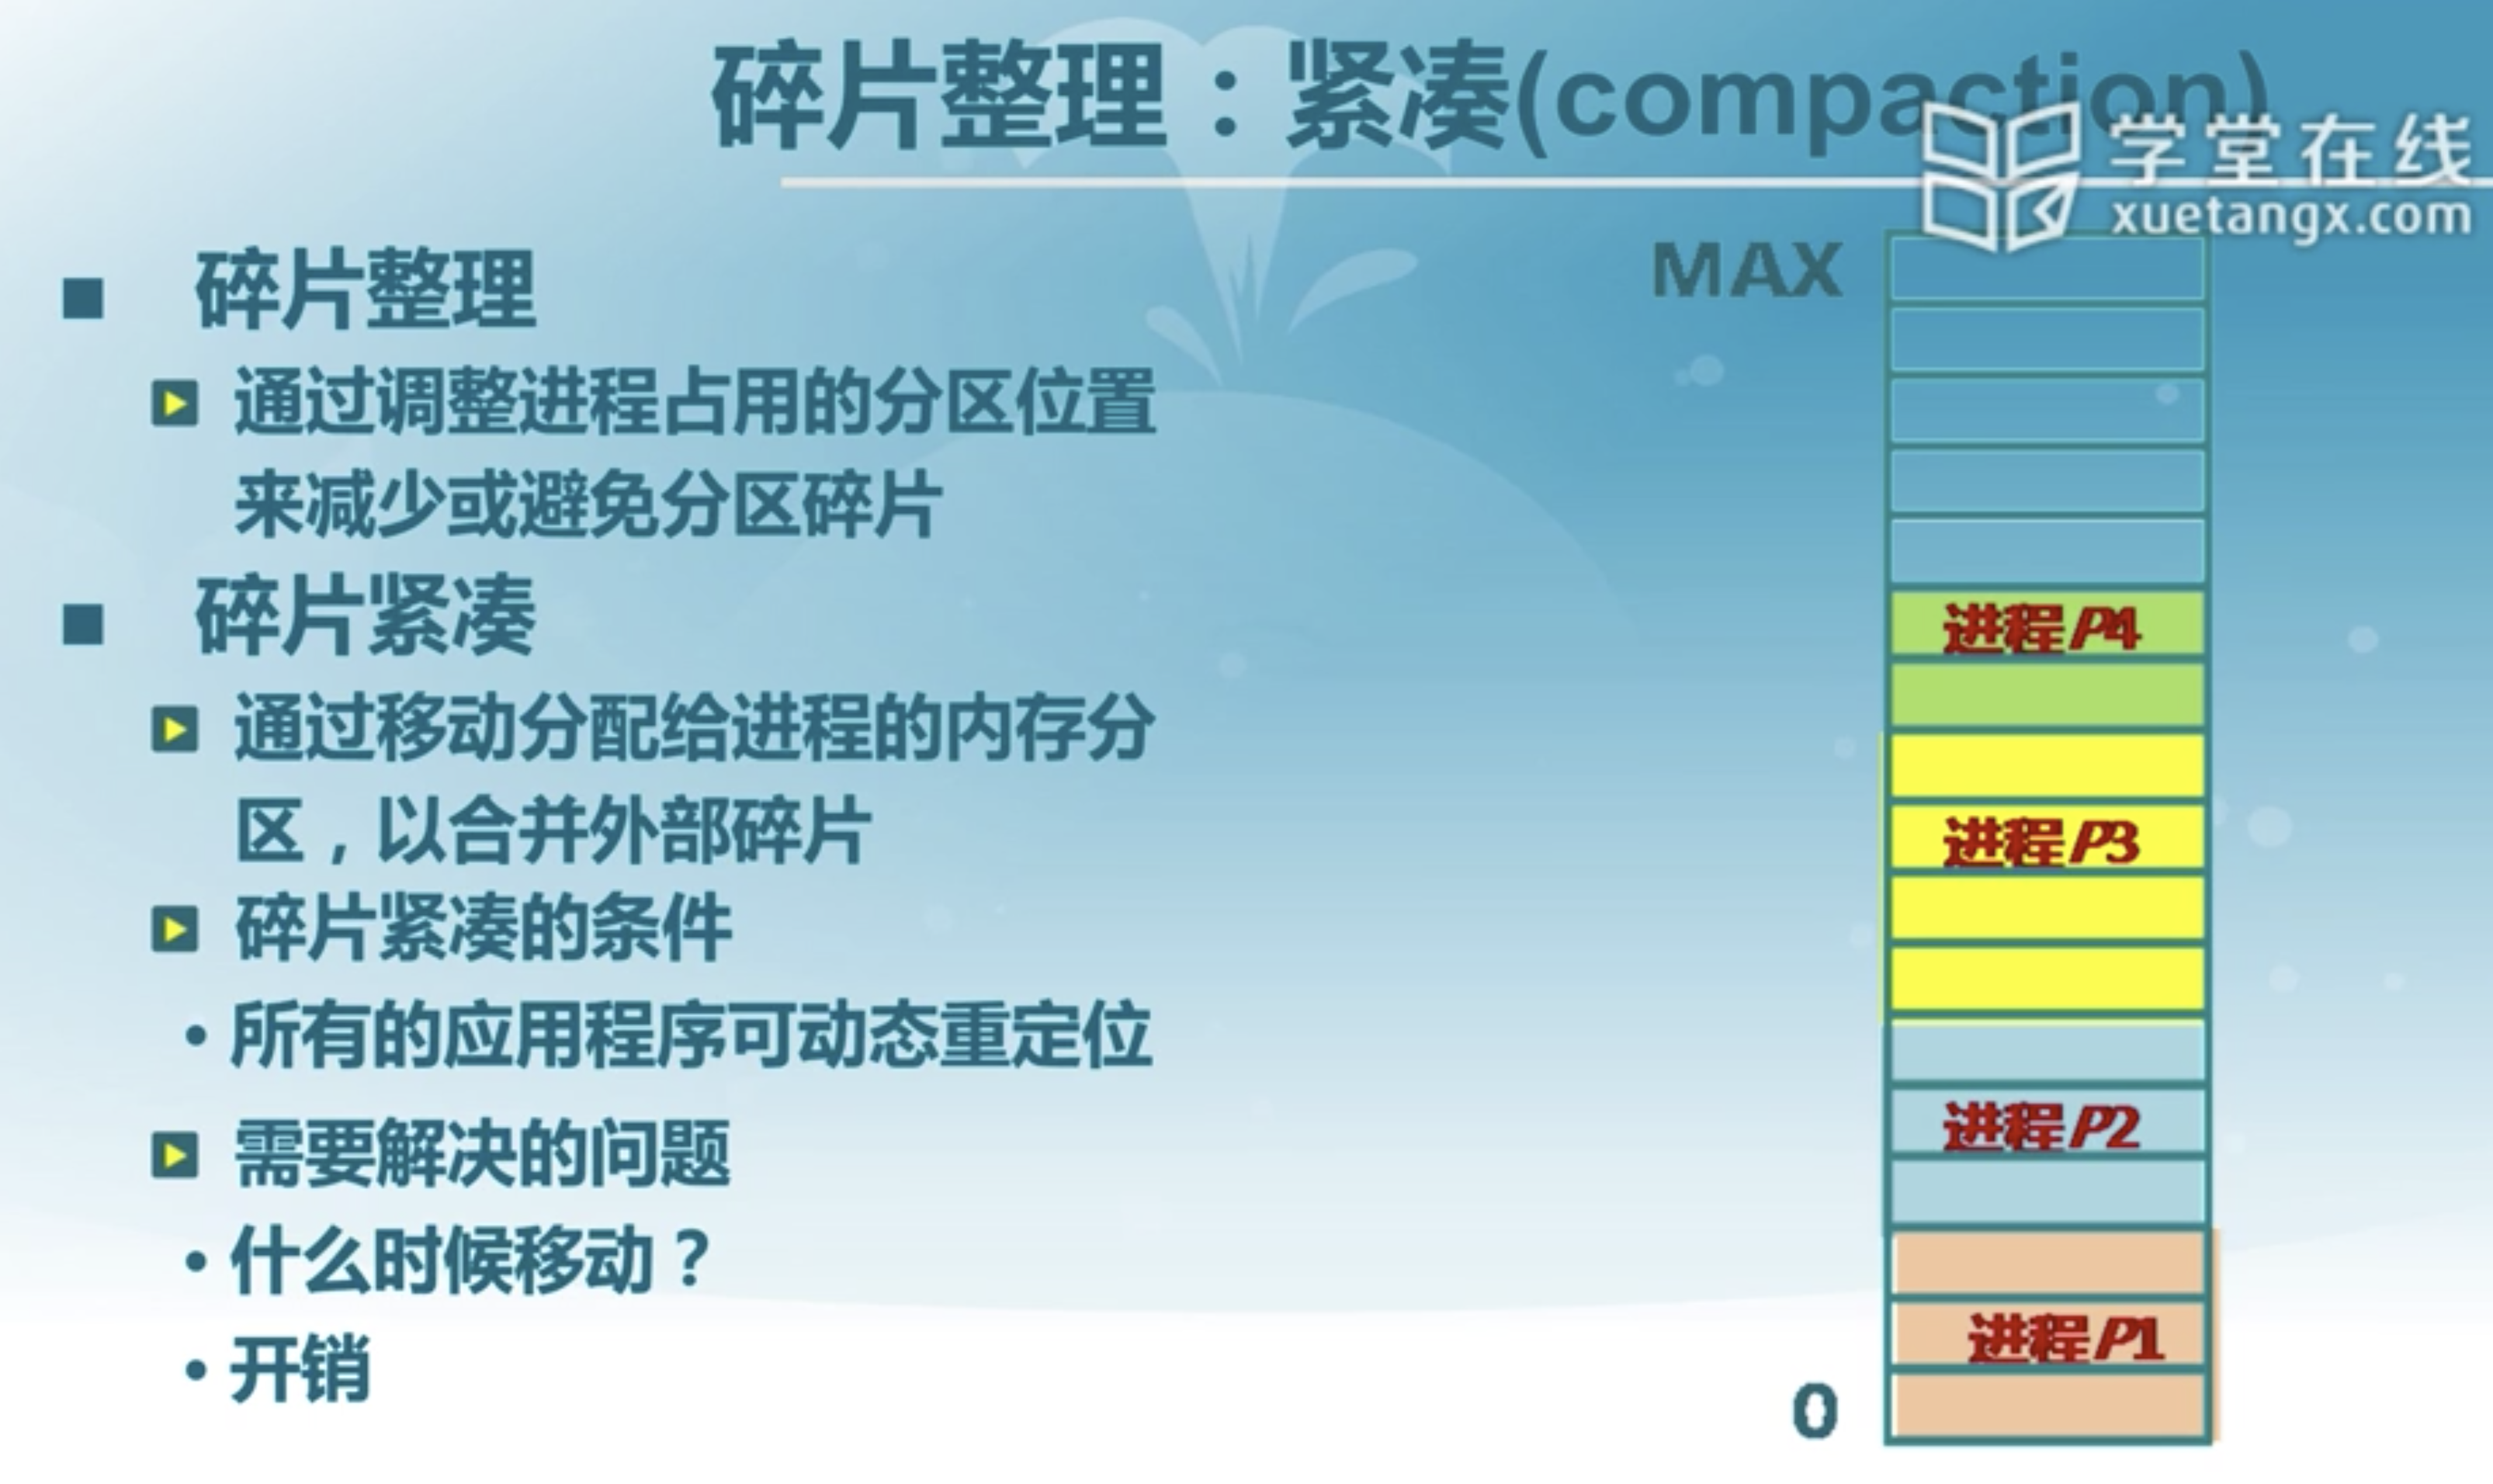 碎片整理：紧凑(compaction)
学堂在线
xuetangx.com
碎片整理
通过调整进程占用的分区位置
来减少或避免分区碎片
碎片紧凑
通过移动分配给进程的内存分
区，以合并外部碎片
碎片紧凑的条件
所有的应用程序可动态重定位
需要解决的问题
什么时候移动？
开销
MAX
进程P4
进程P3
进程P2
进程P1
0